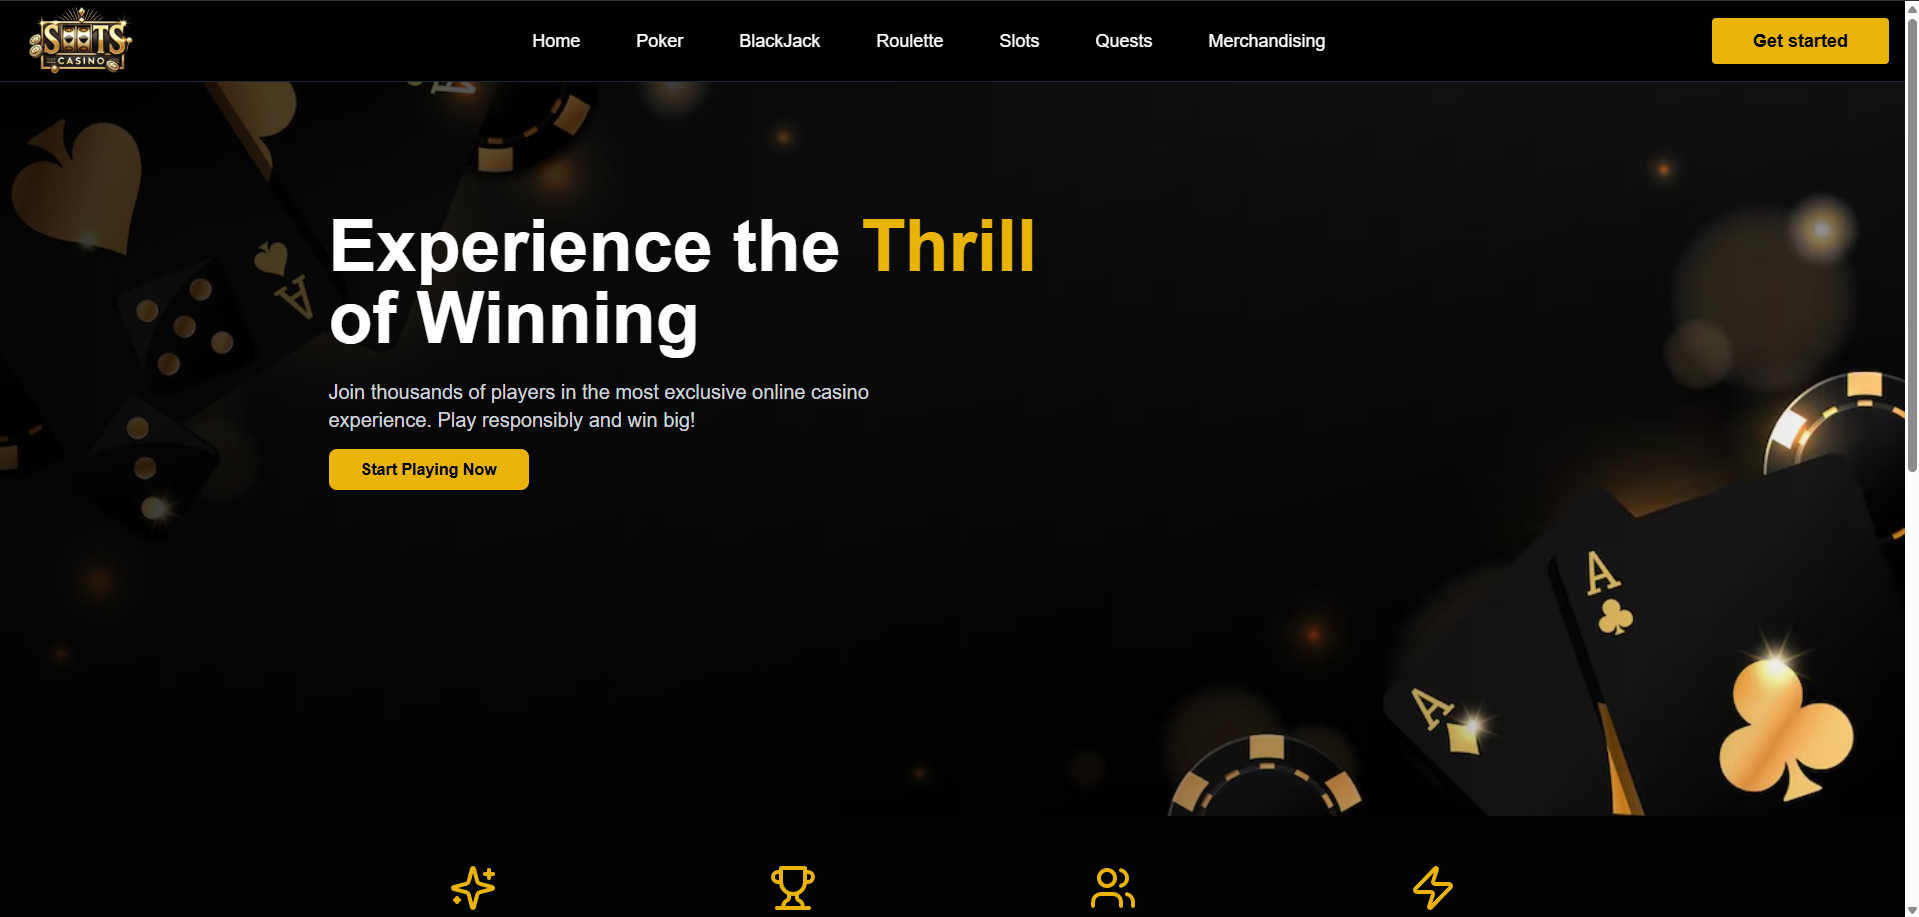 SLOTS
CASINO
Home
Poker
BlackJack
Roulette
Slots
Quests
Merchandising
Get started
Experience the Thrill
of Winning
Join thousands of players in the most exclusive online casino
experience. Play responsibly and win big!
Start Playing Now
A
A
A